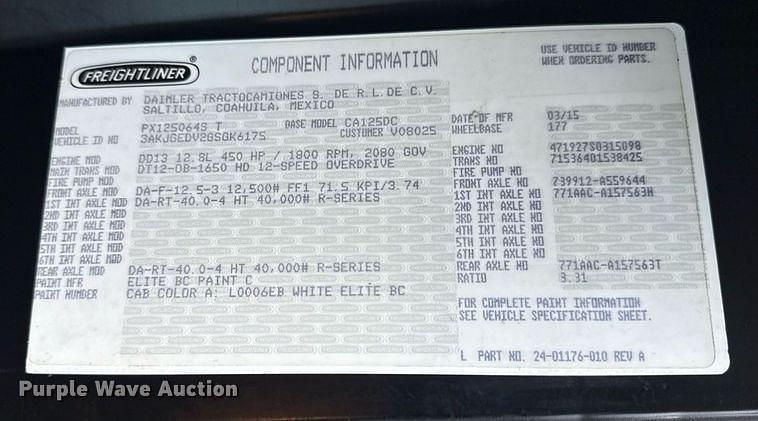 FREIGHTLINER
COMPONENT INFORMATION
USE VEHICLE ID NUMBER
WHEN ORDERING PARTS.
MANUFACTURED BY DAIMLER TRACTOCAMIONES S. DE R.L.DE C.V.
SALTILLO, COAHUILA, MEXICO
MODEL PX125064S T BASE MODEL CA125DC DATE OF MFR 03/15
VEHICLE ID NO 3AKJGEDV2GSGK6175 CUSTOMER V08025 WHEELBASE 177
ENGINE MOD DD13 12.8L 450 HP / 1800 RPM, 2080 GOV ENGINE NO 471927S0315098
MAIN TRANS MOD DT12-OB-1650 HD 12-SPEED OVERDRIVE TRANS NO 71536401538425
FIRE PUMP MOD FIRE PUMP NO
FRONT AXLE MOD DA-F-12.5-3 12,500# FF1 71.5 KPI/3.74 FRONT AXLE NO 739912-A559644
1ST INT AXLE MOD DA-RT-40.0-4 HT 40,000# R-SERIES 1ST INT AXLE NO 771AAC-A157563H
2ND INT AXLE MOD 2ND INT AXLE NO
3RD INT AXLE MOD 3RD INT AXLE NO
4TH INT AXLE MOD 4TH INT AXLE NO
5TH INT AXLE MOD 5TH INT AXLE NO
6TH INT AXLE MOD 6TH INT AXLE NO
REAR AXLE MOD DA-RT-40.0-4 HT 40,000# R-SERIES REAR AXLE NO 771AAC-A157563T
PAINT MFR ELITE BC PAINT C RATIO 3.31
PAINT NUMBER CAB COLOR A: L0006EB WHITE ELITE BC
FOR COMPLETE PAINT INFORMATION
SEE VEHICLE SPECIFICATION SHEET.
L PART NO. 24-01176-010 REV A
Purple Wave Auction